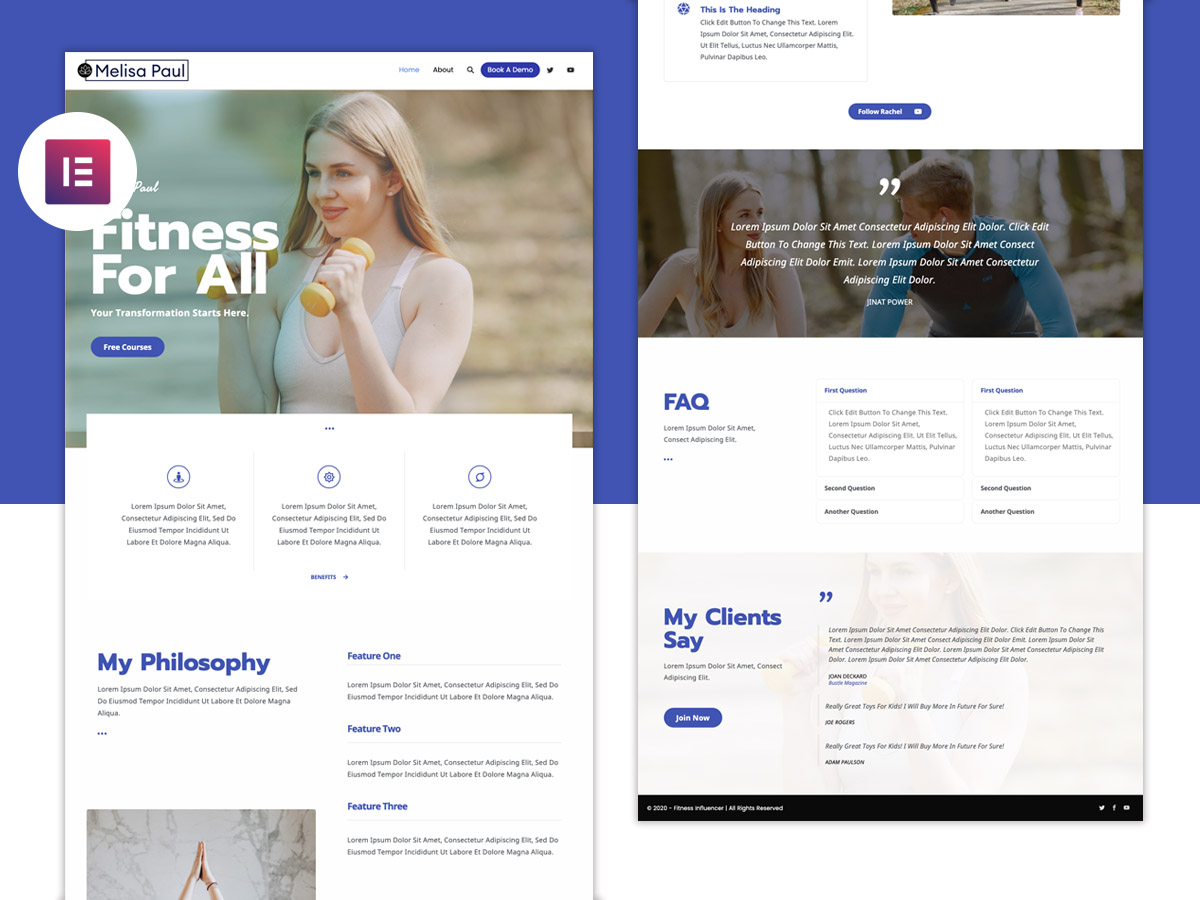 Melisa Paul
Home
About
Book A Demo
Paul
Fitness
For All
Your Transformation Starts Here.
Free Courses
Lorem Ipsum Dolor Sit Amet,
Consectetur Adipiscing Elit, Sed Do
Eiusmod Tempor Incididunt Ut
Labore Et Dolore Magna Aliqua.
Lorem Ipsum Dolor Sit Amet,
Consectetur Adipiscing Elit, Sed Do
Eiusmod Tempor Incididunt Ut
Labore Et Dolore Magna Aliqua.
Lorem Ipsum Dolor Sit Amet,
Consectetur Adipiscing Elit, Sed Do
Eiusmod Tempor Incididunt Ut
Labore Et Dolore Magna Aliqua.
BENEFITS
My Philosophy
Lorem Ipsum Dolor Sit Amet, Consectetur Adipiscing Elit, Sed
Do Eiusmod Tempor Incididunt Ut Labore Et Dolore Magna
Aliqua.
Feature One
Lorem Ipsum Dolor Sit Amet, Consectetur Adipiscing Elit, Sed Do
Eiusmod Tempor Incididunt Ut Labore Et Dolore Magna Aliqua.
Feature Two
Lorem Ipsum Dolor Sit Amet, Consectetur Adipiscing Elit, Sed Do
Eiusmod Tempor Incididunt Ut Labore Et Dolore Magna Aliqua.
Feature Three
Lorem Ipsum Dolor Sit Amet, Consectetur Adipiscing Elit, Sed Do
Eiusmod Tempor Incididunt Ut Labore Et Dolore Magna Aliqua.
This Is The Heading
Click Edit Button To Change This Text. Lorem
Ipsum Dolor Sit Amet, Consectetur Adipiscing Elit.
Ut Elit Tellus, Luctus Nec Ullamcorper Mattis,
Pulvinar Dapibus Leo.
Follow Rachel
”
Lorem Ipsum Dolor Sit Amet Consectetur Adipiscing Elit Dolor. Click Edit
Button To Change This Text. Lorem Ipsum Dolor Sit Amet Consect
Adipiscing Elit Dolor Emit. Lorem Ipsum Dolor Sit Amet Consectetur
Adipiscing Elit Dolor.
JINAT POWER
FAQ
Lorem Ipsum Dolor Sit Amet,
Consect Adipiscing Elit.
First Question
Click Edit Button To Change This Text.
Lorem Ipsum Dolor Sit Amet,
Consectetur Adipiscing Elit. Ut Elit Tellus,
Luctus Nec Ullamcorper Mattis, Pulvinar
Dapibus Leo.
Second Question
Another Question
First Question
Click Edit Button To Change This Text.
Lorem Ipsum Dolor Sit Amet,
Consectetur Adipiscing Elit. Ut Elit Tellus,
Luctus Nec Ullamcorper Mattis, Pulvinar
Dapibus Leo.
Second Question
Another Question
My Clients
Say
Lorem Ipsum Dolor Sit Amet, Consect
Adipiscing Elit.
Join Now
”
Lorem Ipsum Dolor Sit Amet Consectetur Adipiscing Elit Dolor. Click Edit Button To Change This
Text. Lorem Ipsum Dolor Sit Amet Consect Adipiscing Elit Dolor Emit. Lorem Ipsum Dolor Sit
Amet Consectetur Adipiscing Elit Dolor. Lorem Ipsum Dolor Sit Amet Consectetur Adipiscing Elit
Dolor. Lorem Ipsum Dolor Sit Amet Consectetur Adipiscing Elit Dolor.
JOAN DECKARD
Bustle Magazine
Really Great Toys For Kids! I Will Buy More In Future For Sure!
JOE ROGERS
Really Great Toys For Kids! I Will Buy More In Future For Sure!
ADAM PAULSON
© 2020 - Fitness Influencer | All Rights Reserved